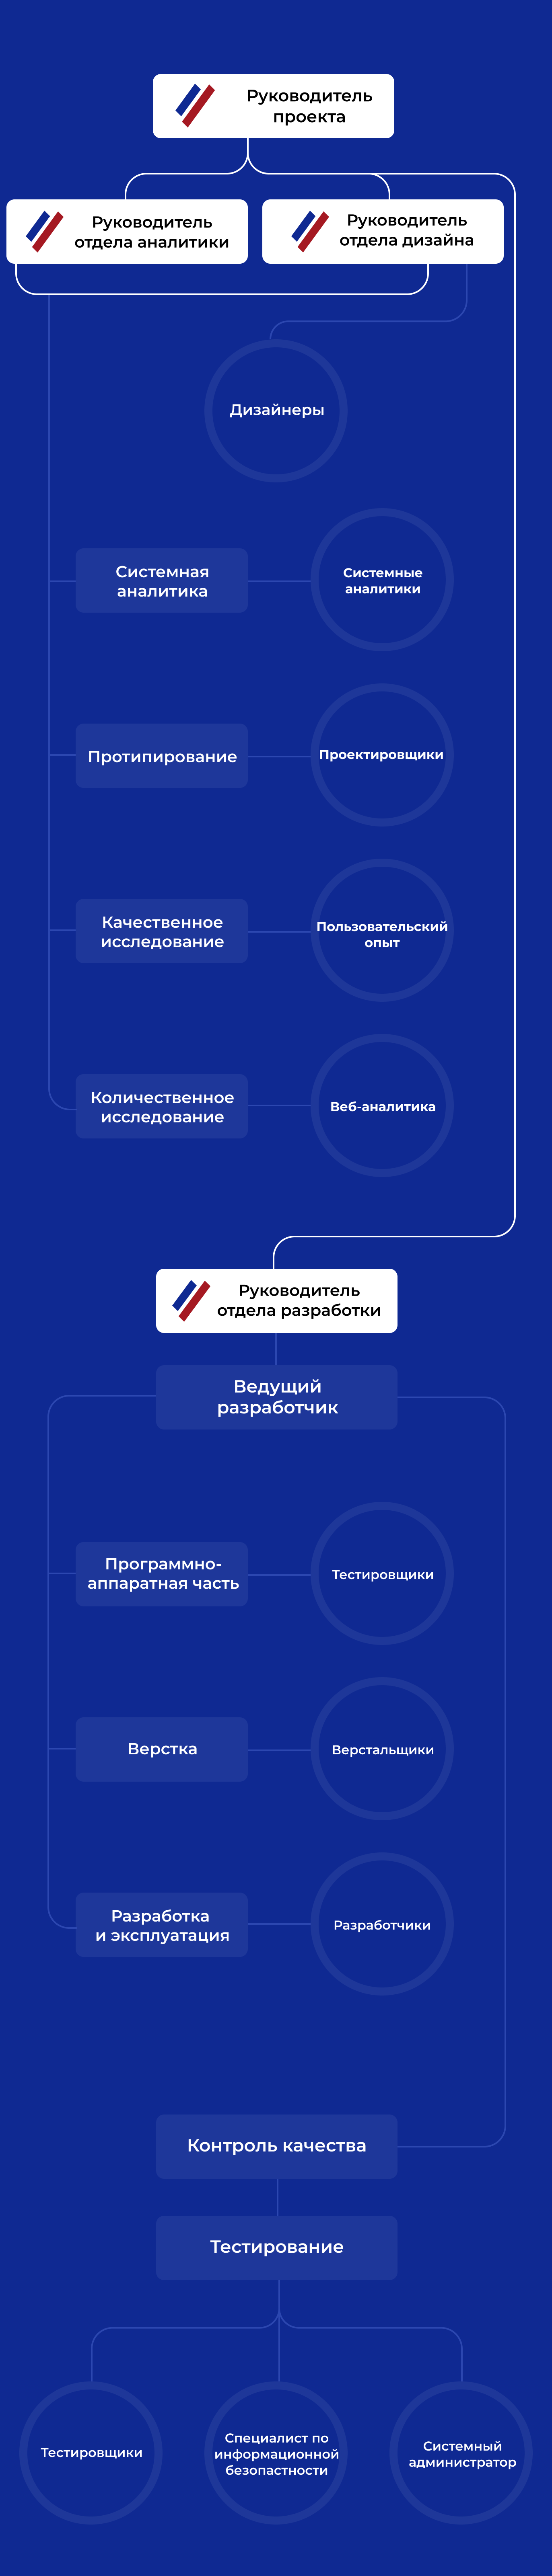 Руководитель
проекта
Руководитель
отдела аналитики
Руководитель
отдела дизайна
Дизайнеры
Системная
аналитика
Системные
аналитики
Протипирование
Проектировщики
Качественное
исследование
Пользовательский
опыт
Количественное
исследование
Веб-аналитика
Руководитель
отдела разработки
Ведущий
разработчик
Программно-
аппаратная часть
Тестировщики
Верстка
Верстальщики
Разработка
и эксплуатация
Разработчики
Контроль качества
Тестирование
Тестировщики
Специалист по
информационной
безопастности
Системный
администратор